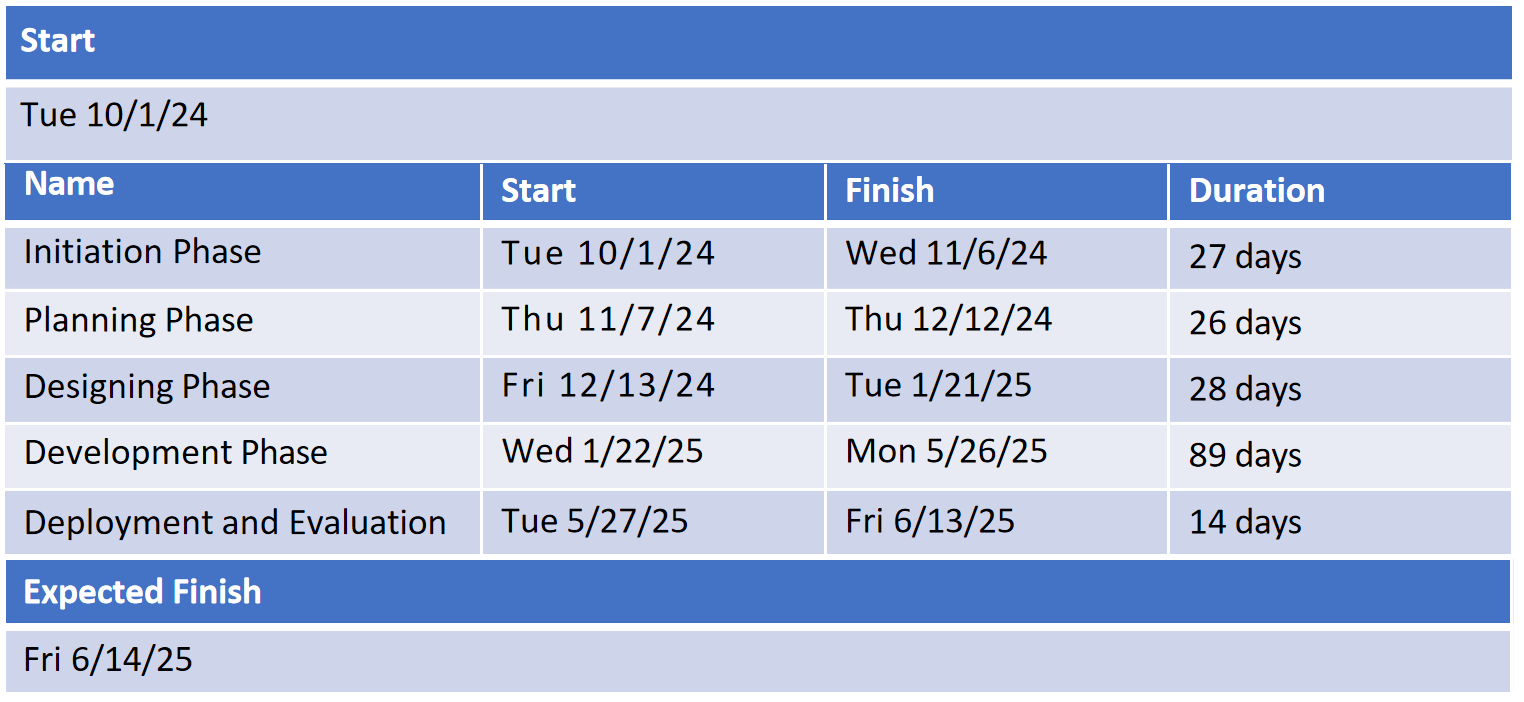 Start
Tue 10/1/24
Name Start Finish Duration
Initiation Phase Tue 10/1/24 Wed 11/6/24 27 days
Planning Phase Thu 11/7/24 Thu 12/12/24 26 days
Designing Phase Fri 12/13/24 Tue 1/21/25 28 days
Development Phase Wed 1/22/25 Mon 5/26/25 89 days
Deployment and Evaluation Tue 5/27/25 Fri 6/13/25 14 days
Expected Finish
Fri 6/14/25